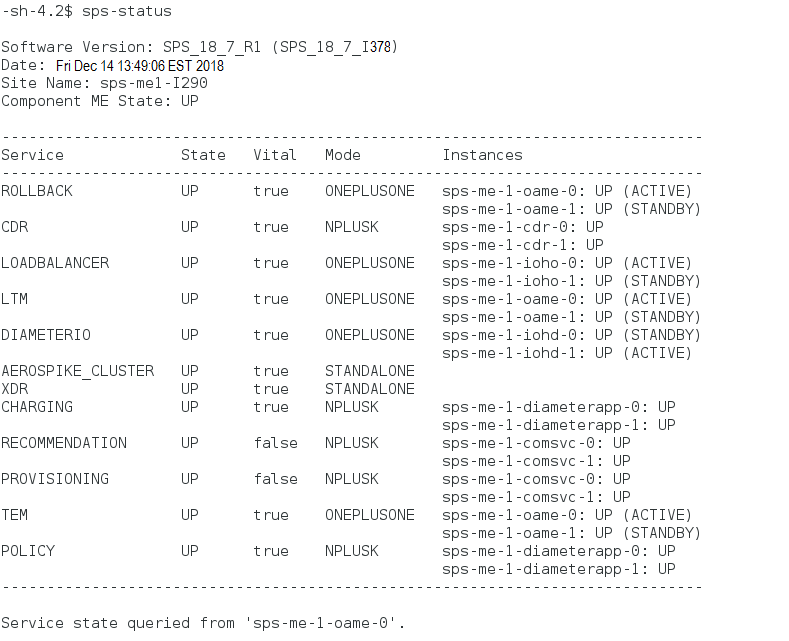 -sh-4.2$ sps-status
Software Version: SPS_18_7_R1 (SPS_18_7_I378)
Date: Fri Dec 14 13:49:06 EST 2018
Site Name: sps-me1-I290
Component ME State: UP
------------------------------------------------------------------------------
Service State Vital Mode Instances
------------------------------------------------------------------------------
ROLLBACK UP true ONEPLUSONE sps-me-1-oame-0: UP (ACTIVE)
sps-me-1-oame-1: UP (STANDBY)
CDR UP true NPLUSK sps-me-1-cdr-0: UP
sps-me-1-cdr-1: UP
LOADBALANCER UP true ONEPLUSONE sps-me-1-ioho-0: UP (ACTIVE)
sps-me-1-ioho-1: UP (STANDBY)
LTM UP true ONEPLUSONE sps-me-1-oame-0: UP (ACTIVE)
sps-me-1-oame-1: UP (STANDBY)
DIAMETERIO UP true ONEPLUSONE sps-me-1-iohd-0: UP (STANDBY)
sps-me-1-iohd-1: UP (ACTIVE)
AEROSPIKE_CLUSTER UP true STANDALONE
XDR UP true STANDALONE
CHARGING UP true NPLUSK sps-me-1-diameterapp-0: UP
sps-me-1-diameterapp-1: UP
RECOMMENDATION UP false NPLUSK sps-me-1-comsvc-0: UP
sps-me-1-comsvc-1: UP
PROVISIONING UP false NPLUSK sps-me-1-comsvc-0: UP
sps-me-1-comsvc-1: UP
TEM UP true ONEPLUSONE sps-me-1-oame-0: UP (ACTIVE)
sps-me-1-oame-1: UP (STANDBY)
POLICY UP true NPLUSK sps-me-1-diameterapp-0: UP
sps-me-1-diameterapp-1: UP
------------------------------------------------------------------------------
Service state queried from 'sps-me-1-oame-0'.